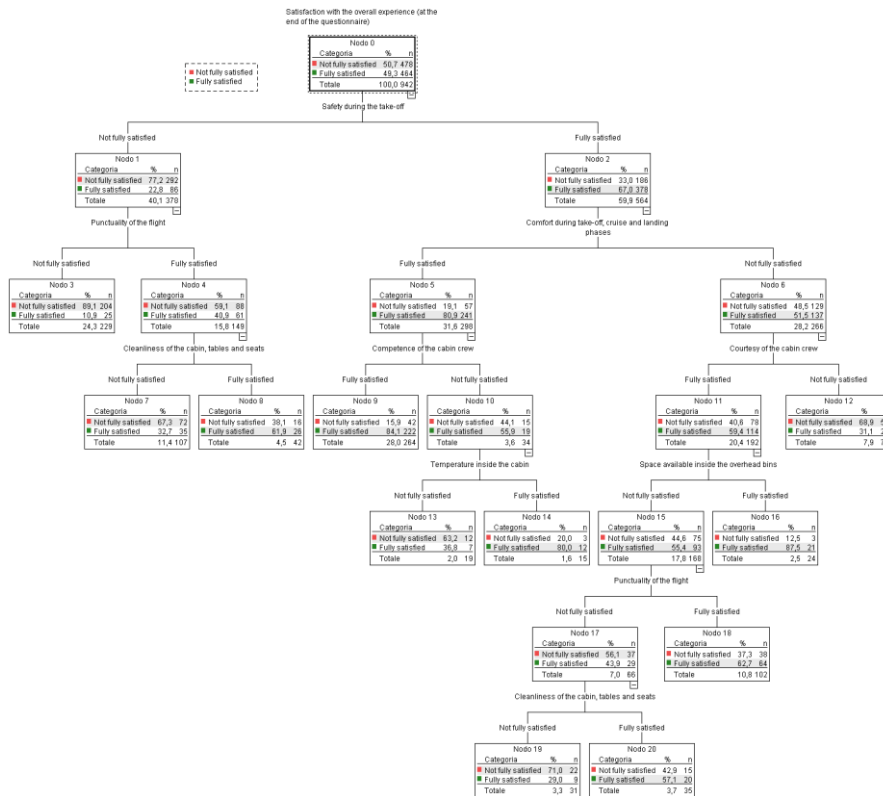 Satisfaction with the overall experience (at the
end of the questionnaire)
Nodo 0
Categoria % n
Not fully satisfied 50,7 478
Fully satisfied 49,3 464
Totale 100,0 942
Not fully satisfied
Fully satisfied
Safety during the take-off
Not fully satisfied
Fully satisfied
Nodo 1
Categoria % n
Not fully satisfied 77,2 292
Fully satisfied 22,8 86
Totale 40,1 378
Nodo 2
Categoria % n
Not fully satisfied 33,0 186
Fully satisfied 67,0 378
Totale 59,9 564
Punctuality of the flight
Comfort during take-off, cruise and landing
phases
Not fully satisfied
Fully satisfied
Fully satisfied
Not fully satisfied
Nodo 3
Categoria % n
Not fully satisfied 89,1 204
Fully satisfied 10,9 25
Totale 24,3 229
Nodo 4
Categoria % n
Not fully satisfied 59,1 88
Fully satisfied 40,9 61
Totale 15,8 149
Nodo 5
Categoria % n
Not fully satisfied 19,1 57
Fully satisfied 80,9 241
Totale 31,6 298
Nodo 6
Categoria % n
Not fully satisfied 48,5 129
Fully satisfied 51,5 137
Totale 28,2 266
Cleanliness of the cabin, tables and seats
Competence of the cabin crew
Courtesy of the cabin crew
Not fully satisfied
Fully satisfied
Fully satisfied
Not fully satisfied
Fully satisfied
Not fully satisfied
Nodo 7
Categoria % n
Not fully satisfied 67,3 72
Fully satisfied 32,7 35
Totale 11,4 107
Nodo 8
Categoria % n
Not fully satisfied 38,1 16
Fully satisfied 61,9 26
Totale 4,5 42
Nodo 9
Categoria % n
Not fully satisfied 15,9 42
Fully satisfied 84,1 222
Totale 28,0 264
Nodo 10
Categoria % n
Not fully satisfied 44,1 15
Fully satisfied 55,9 19
Totale 3,6 34
Nodo 11
Categoria % n
Not fully satisfied 40,6 78
Fully satisfied 59,4 114
Totale 20,4 192
Nodo 12
Categoria %
Not fully satisfied 68,9
Fully satisfied 31,1
Totale 7,9
Temperature inside the cabin
Space available inside the overhead bins
Not fully satisfied
Fully satisfied
Not fully satisfied
Fully satisfied
Nodo 13
Categoria % n
Not fully satisfied 63,2 12
Fully satisfied 36,8 7
Totale 2,0 19
Nodo 14
Categoria % n
Not fully satisfied 20,0 3
Fully satisfied 80,0 12
Totale 1,6 15
Nodo 15
Categoria % n
Not fully satisfied 44,6 75
Fully satisfied 55,4 93
Totale 17,8 168
Nodo 16
Categoria % n
Not fully satisfied 12,5 3
Fully satisfied 87,5 21
Totale 2,5 24
Punctuality of the flight
Not fully satisfied
Fully satisfied
Nodo 17
Categoria % n
Not fully satisfied 56,1 37
Fully satisfied 43,9 29
Totale 7,0 66
Nodo 18
Categoria % n
Not fully satisfied 37,3 38
Fully satisfied 62,7 64
Totale 10,8 102
Cleanliness of the cabin, tables and seats
Not fully satisfied
Fully satisfied
Nodo 19
Categoria % n
Not fully satisfied 71,0 22
Fully satisfied 29,0 9
Totale 3,3 31
Nodo 20
Categoria % n
Not fully satisfied 42,9 15
Fully satisfied 57,1 20
Totale 3,7 35